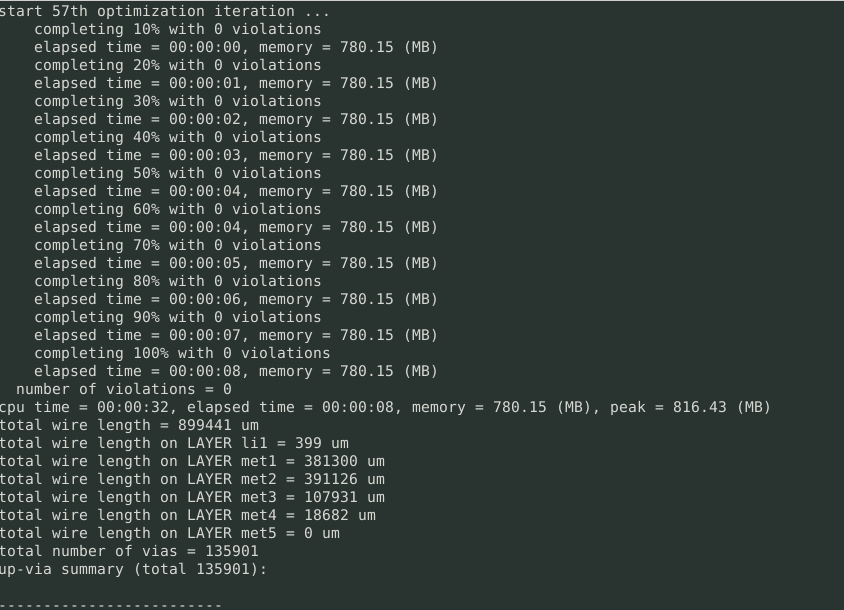 start 57th optimization iteration ...
completing 10% with 0 violations
elapsed time = 00:00:00, memory = 780.15 (MB)
completing 20% with 0 violations
elapsed time = 00:00:01, memory = 780.15 (MB)
completing 30% with 0 violations
elapsed time = 00:00:02, memory = 780.15 (MB)
completing 40% with 0 violations
elapsed time = 00:00:03, memory = 780.15 (MB)
completing 50% with 0 violations
elapsed time = 00:00:04, memory = 780.15 (MB)
completing 60% with 0 violations
elapsed time = 00:00:04, memory = 780.15 (MB)
completing 70% with 0 violations
elapsed time = 00:00:05, memory = 780.15 (MB)
completing 80% with 0 violations
elapsed time = 00:00:06, memory = 780.15 (MB)
completing 90% with 0 violations
elapsed time = 00:00:07, memory = 780.15 (MB)
completing 100% with 0 violations
elapsed time = 00:00:08, memory = 780.15 (MB)
number of violations = 0
cpu time = 00:00:32, elapsed time = 00:00:08, memory = 780.15 (MB), peak = 816.43 (MB)
total wire length = 899441 um
total wire length on LAYER li1 = 399 um
total wire length on LAYER met1 = 381300 um
total wire length on LAYER met2 = 391126 um
total wire length on LAYER met3 = 107931 um
total wire length on LAYER met4 = 18682 um
total wire length on LAYER met5 = 0 um
total number of vias = 135901
up-via summary (total 135901):
-------------------------